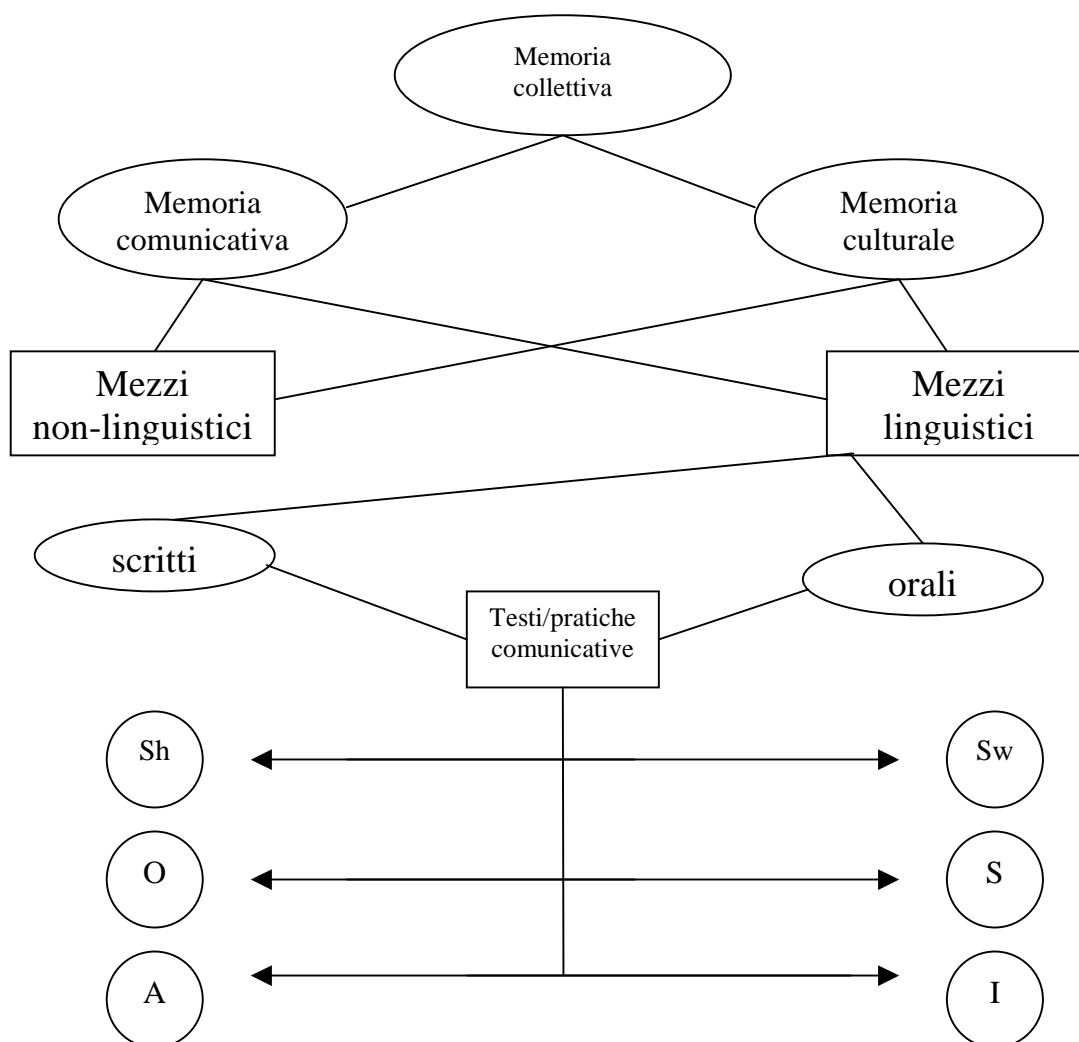 Memoria
collettiva
Memoria
comunicativa
Memoria
culturale
Mezzi
non-linguistici
Mezzi
linguistici
scritti
orali
Testi/pratiche
comunicative
Sh
Sw
O
S
A
I